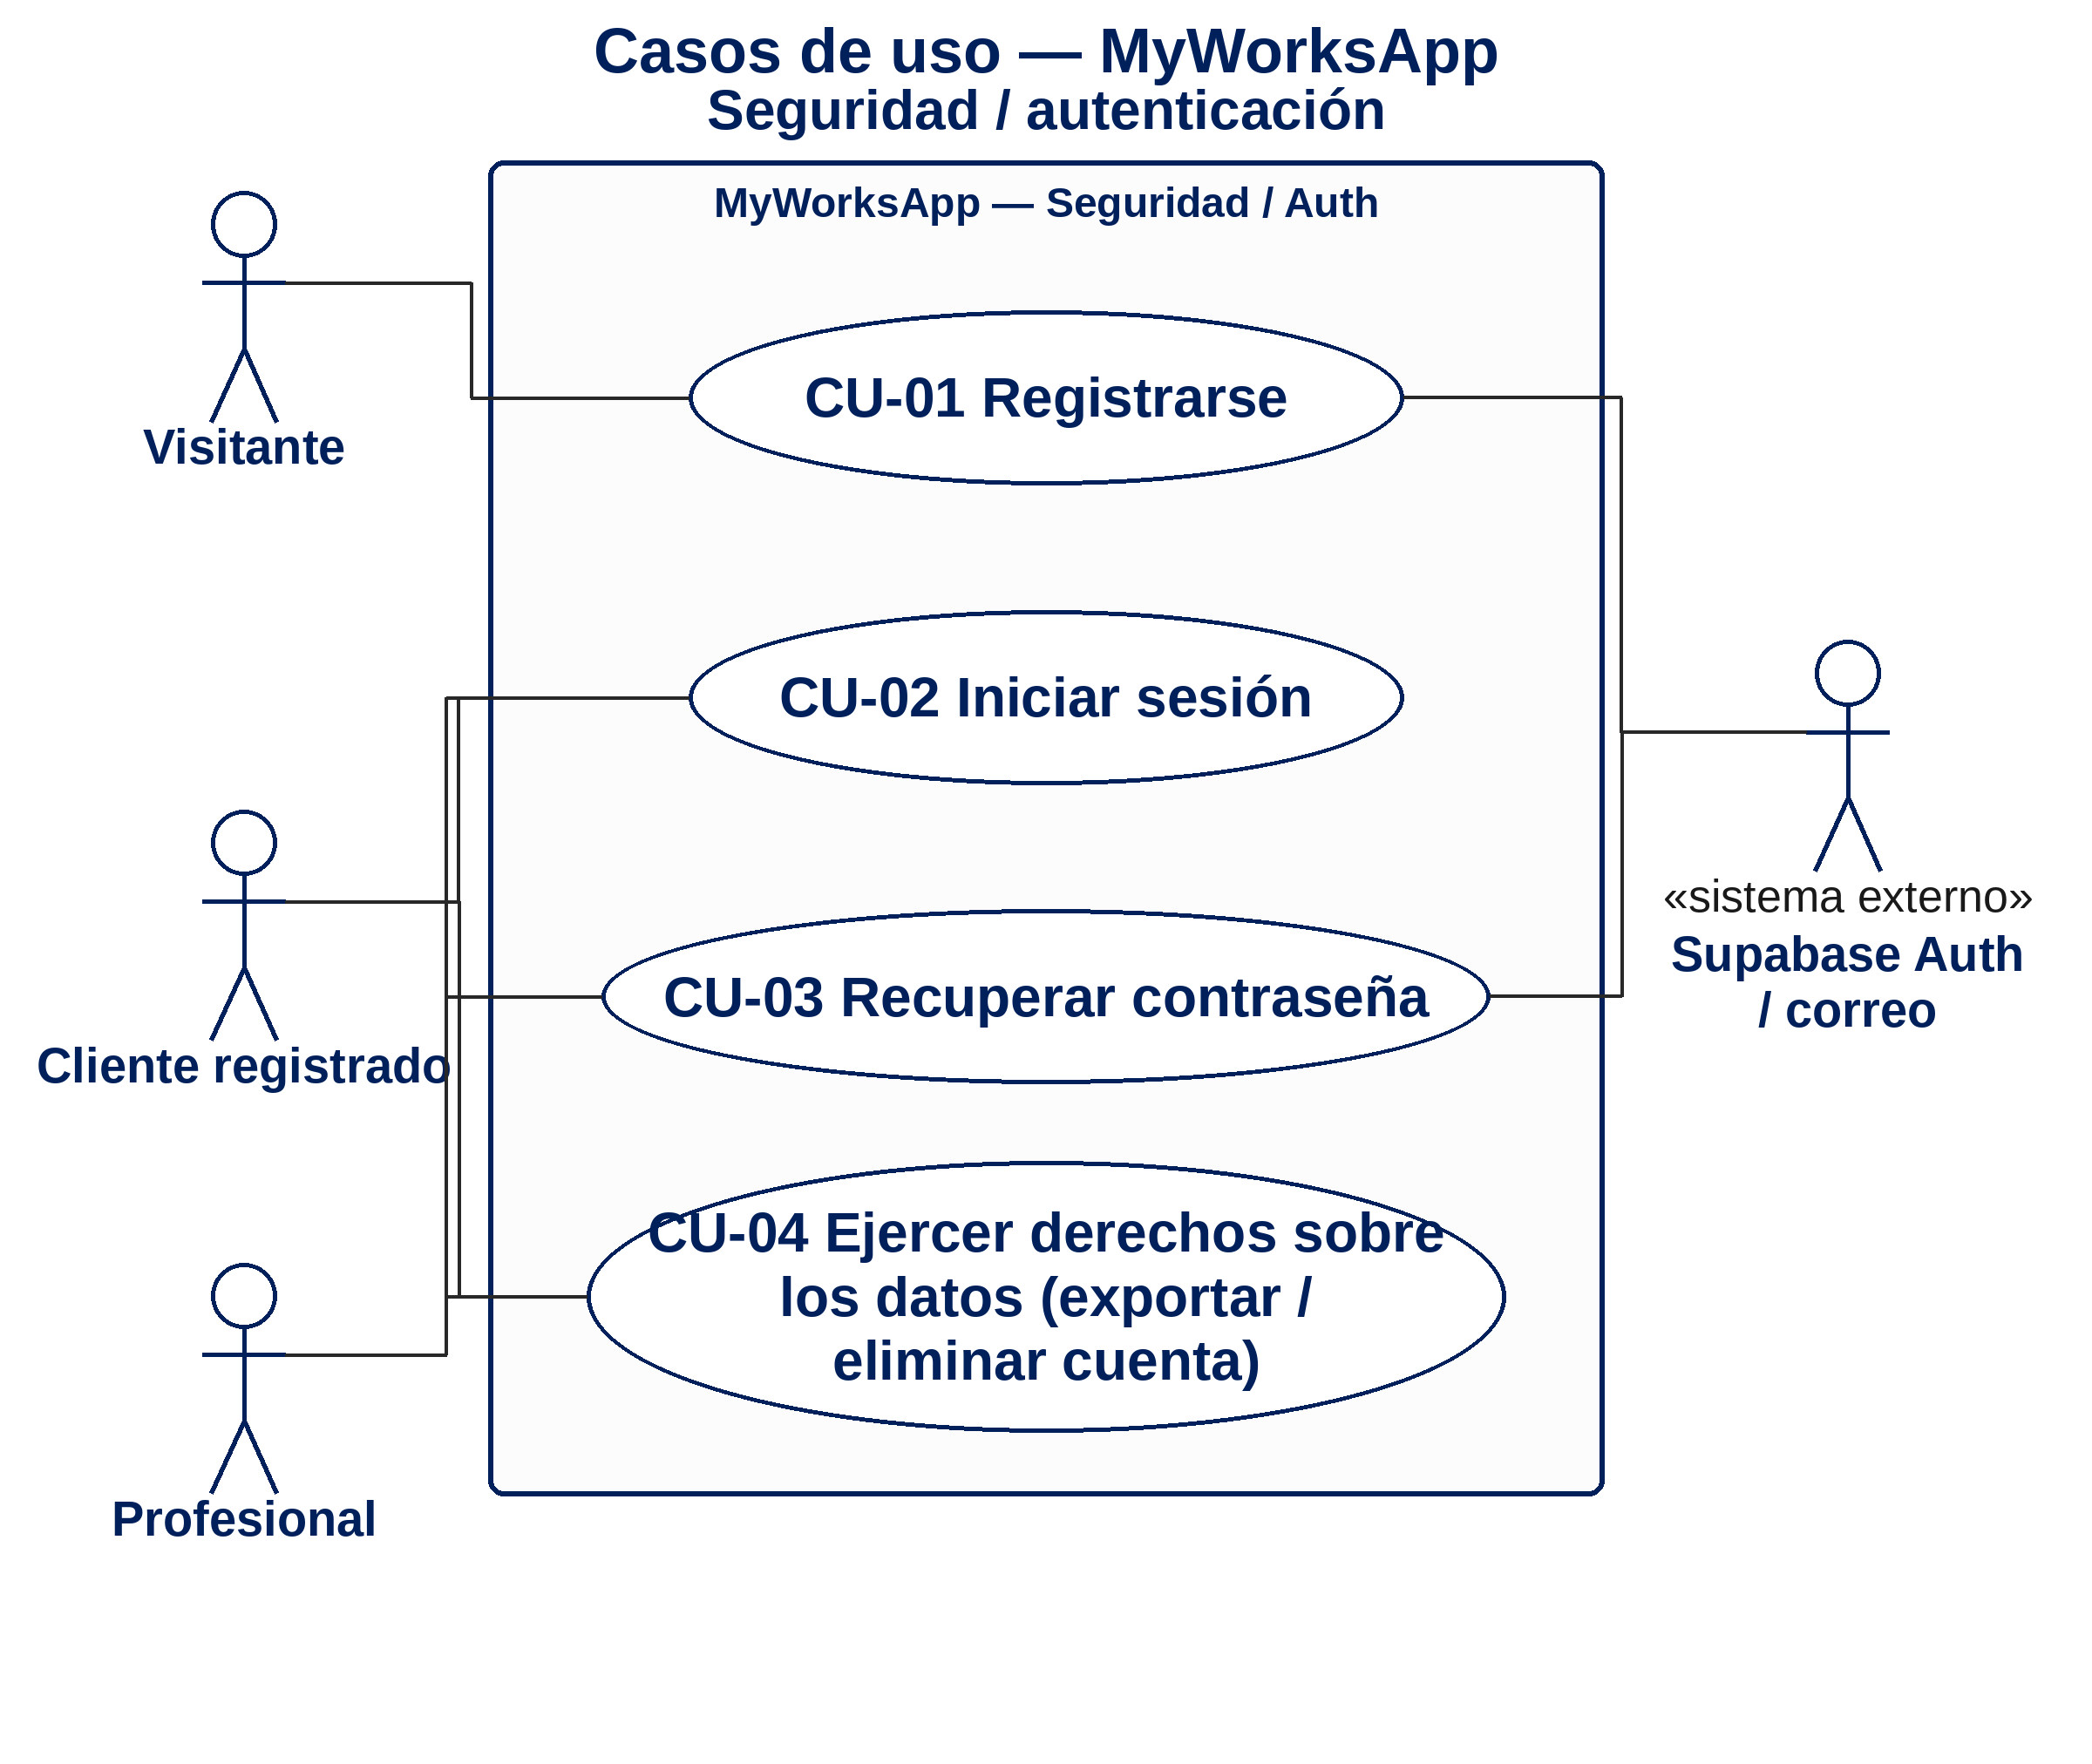 Casos de uso — MyWorksApp
Seguridad / autenticación
MyWorksApp — Seguridad / Auth
Visitante
CU-01 Registrarse
CU-02 Iniciar sesión
Cliente registrado
CU-03 Recuperar contraseña
«sistema externo»
Supabase Auth
/ correo
CU-04 Ejercer derechos sobre
los datos (exportar /
eliminar cuenta)
Profesional